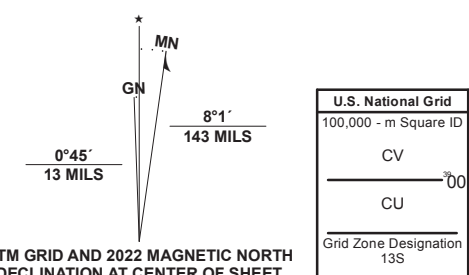 ★
MN
GN
8°1´
143 MILS
0°45´
13 MILS
TM GRID AND 2022 MAGNETIC NORTH
DECLINATION AT CENTER OF SHEET
U.S. National Grid
100,000 - m Square ID
CV
3900
CU
Grid Zone Designation
13S